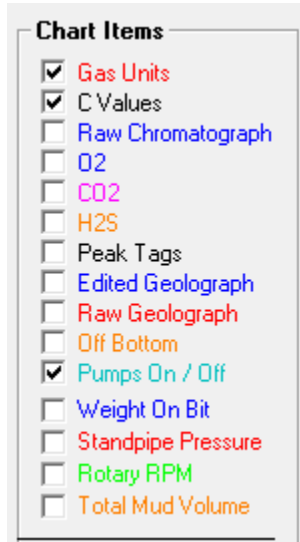 Chart Items
Gas Units
C Values
Raw Chromatograph
O2
CO2
H2S
Peak Tags
Edited Geolograph
Raw Geolograph
Off Bottom
Pumps On / Off
Weight On Bit
Standpipe Pressure
Rotary RPM
Total Mud Volume